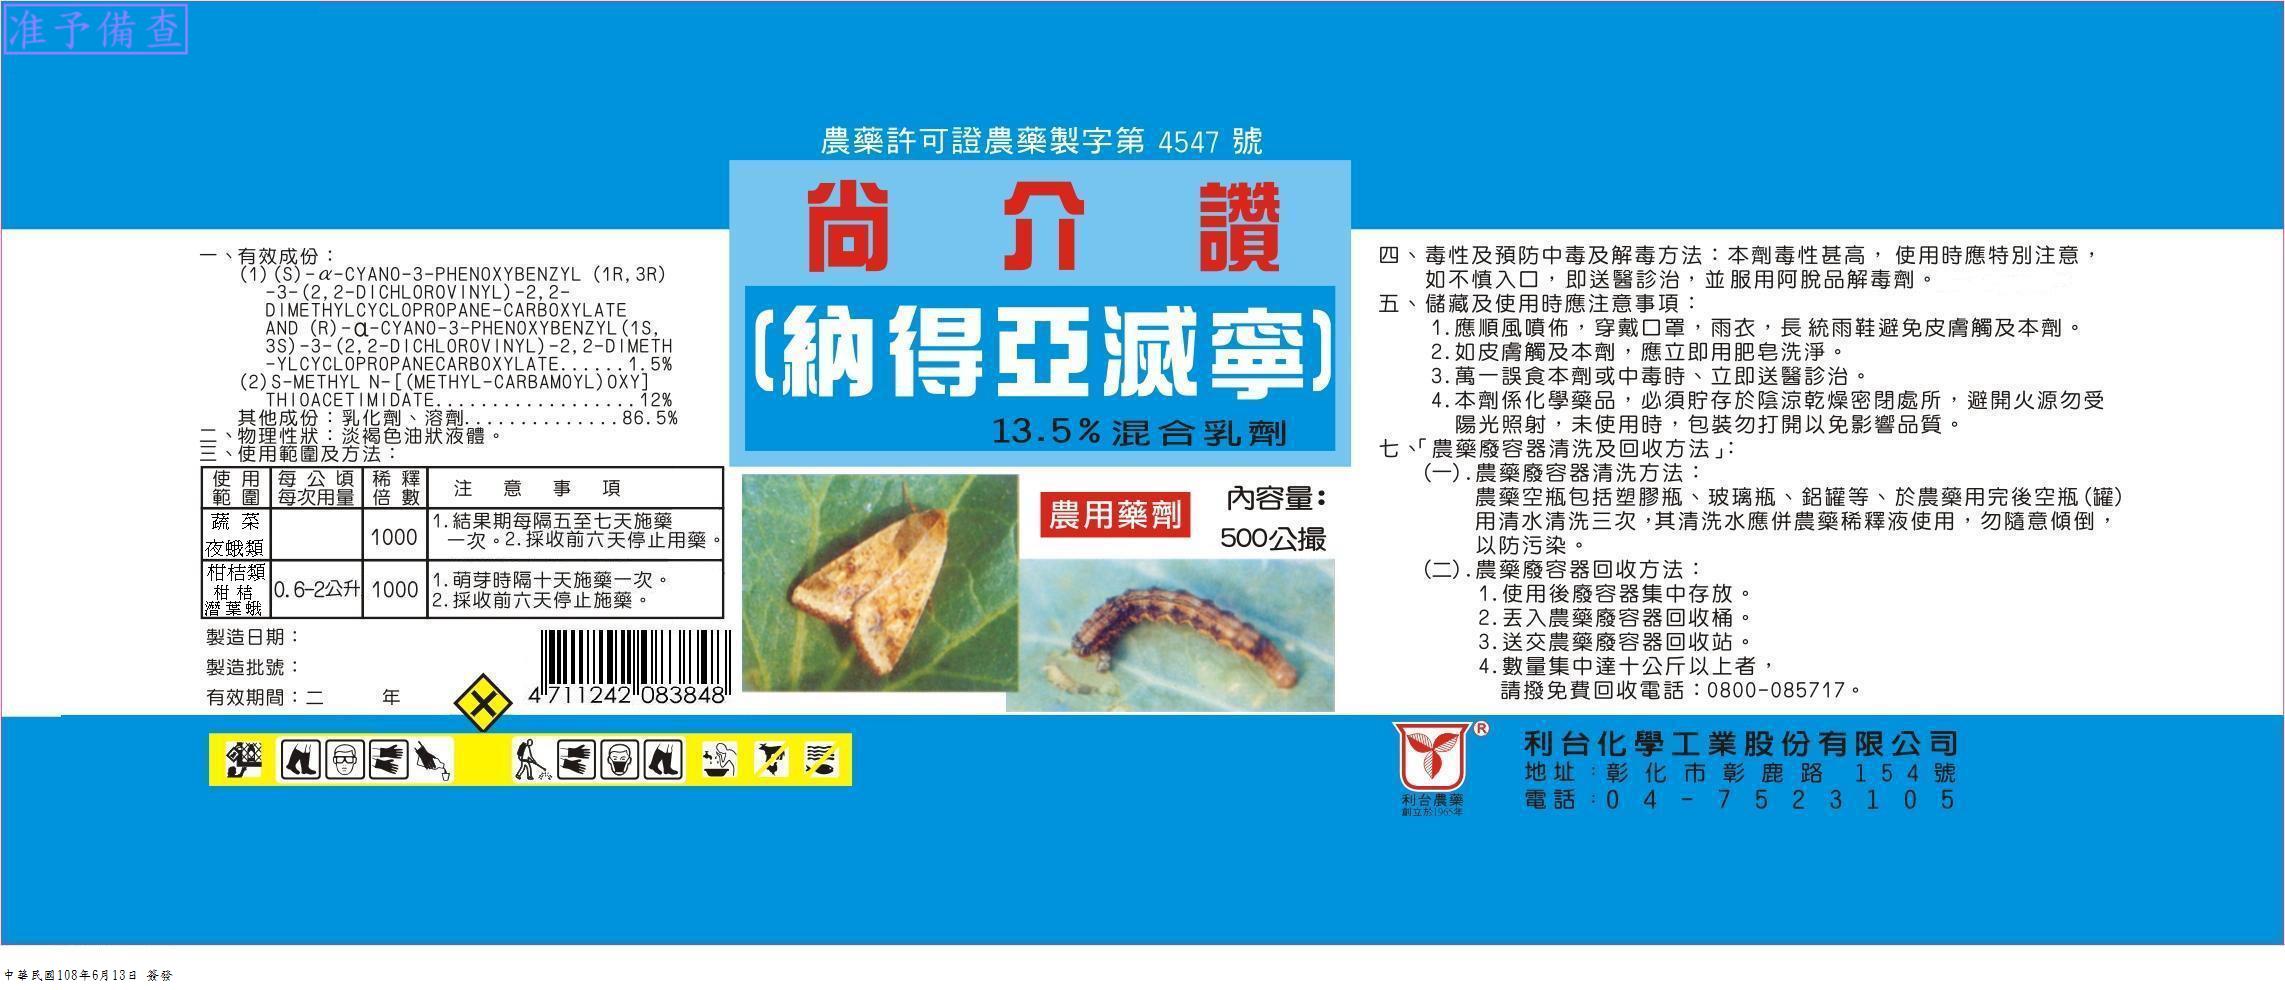 准予備查
農藥許可證農藥製字第 4547 號
尚介讚
(納得亞滅寧)
13.5%混合乳劑
農用藥劑
內容量:
500公撮
一、有效成份：
(1)(S)-α-CYANO-3-PHENOXYBENZYL (1R,3R)
-3-(2,2-DICHLOROVINYL)-2,2-
DIMETHYLCYCLOPROPANE-CARBOXYLATE
AND (R)-α-CYANO-3-PHENOXYBENZYL(1S,
3S)-3-(2,2-DICHLOROVINYL)-2,2-DIMETH
-YLCYCLOPROPANECARBOXYLATE......1.5%
(2)S-METHYL N-[(METHYL-CARBAMOYL)OXY]
THIOACETIMIDATE...................12%
其他成份：乳化劑、溶劑..............86.5%
二、物理性狀：淡褐色油狀液體。
三、使用範圍及方法：
使用範圍 每公頃每次用量 稀釋倍數 注意事項
蔬菜 夜蛾類 1000 1.結果期每隔五至七天施藥
一次。2.採收前六天停止用藥。
柑桔類 柑桔潛葉蛾 0.6-2公升 1000 1.萌芽時隔十天施藥一次。
2.採收前六天停止施藥。
製造日期：
製造批號：
有效期間：二 年
4711242083848
四、毒性及預防中毒及解毒方法：本劑毒性甚高，使用時應特別注意，
如不慎入口，即送醫診治，並服用阿脫品解毒劑。
五、儲藏及使用時應注意事項：
1.應順風噴佈，穿戴口罩，雨衣，長統雨鞋避免皮膚觸及本劑。
2.如皮膚觸及本劑，應立即用肥皂洗淨。
3.萬一誤食本劑或中毒時、立即送醫診治。
4.本劑係化學藥品，必須貯存於陰涼乾燥密閉處所，避開火源勿受
陽光照射，未使用時，包裝勿打開以免影響品質。
七、「農藥廢容器清洗及回收方法」：
(一).農藥廢容器清洗方法：
農藥空瓶包括塑膠瓶、玻璃瓶、鋁罐等、於農藥用完後空瓶(罐)
用清水清洗三次，其清洗水應併農藥稀釋液使用，勿隨意傾倒，
以防污染。
(二).農藥廢容器回收方法：
1.使用後廢容器集中存放。
2.丟入農藥廢容器回收桶。
3.送交農藥廢容器回收站。
4.數量集中達十公斤以上者，
請撥免費回收電話：0800-085717。
®
利台農藥
創立於1965年
利台化學工業股份有限公司
地址：彰化市彰鹿路154號
電話：04-7523105
中華民國108年6月13日 簽發